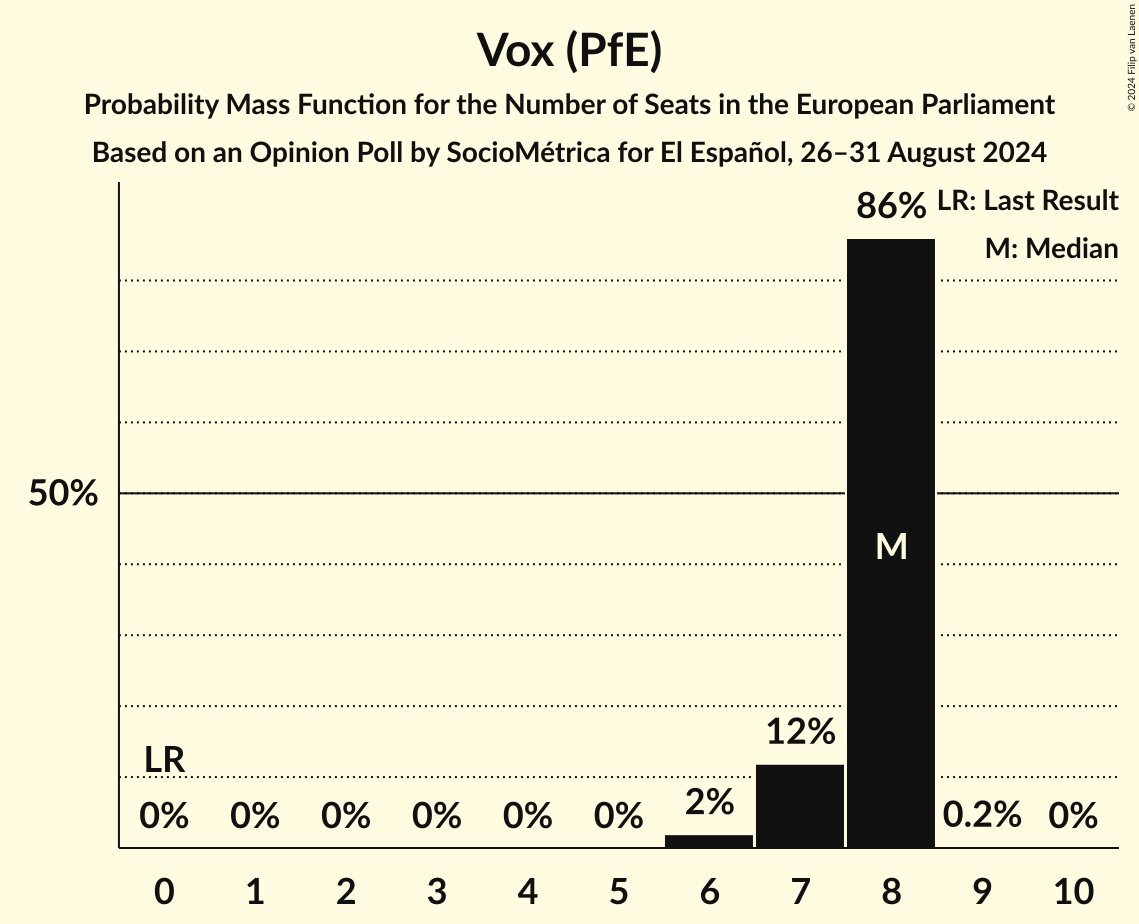 Vox (PfE)
Probability Mass Function for the Number of Seats in the European Parliament
Based on an Opinion Poll by SocioMétrica for El Español, 26–31 August 2024
© 2024 Filip van Laenen
LR: Last Result
M: Median
86%
50%
M
12%
LR
2%
0% 0% 0% 0% 0% 0% 0.2% 0%
0 1 2 3 4 5 6 7 8 9 10